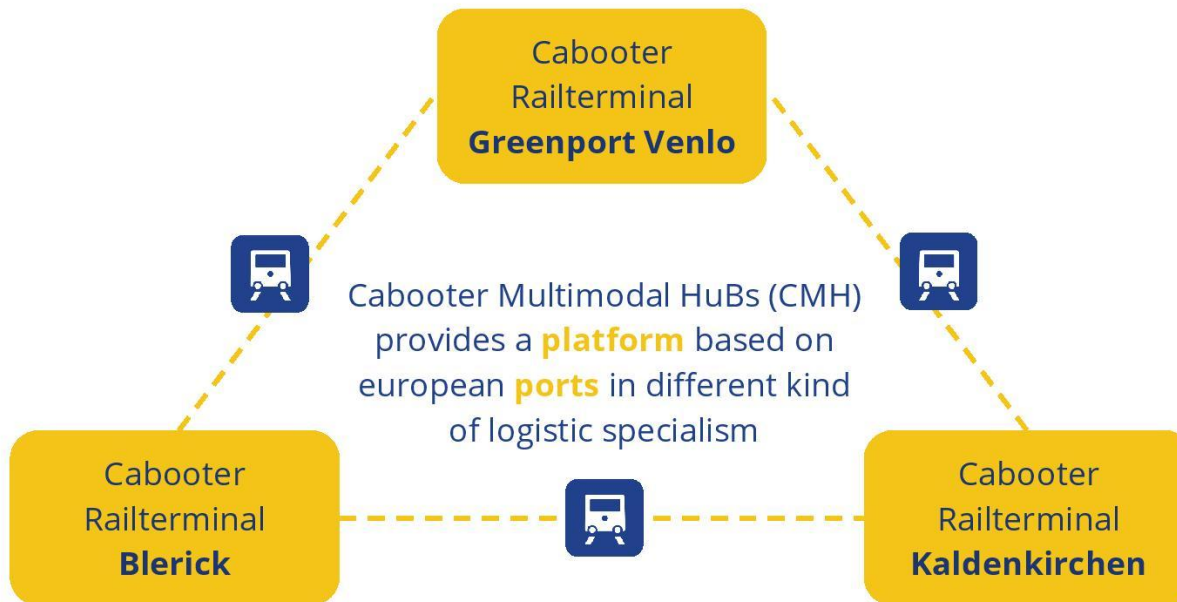 Cabooter
Railterminal
Greenport Venlo
Cabooter Multimodal HuBs (CMH)
provides a platform based on
european ports in different kind
of logistic specialism
Cabooter
Railterminal
Blerick
Cabooter
Railterminal
Kaldenkirchen